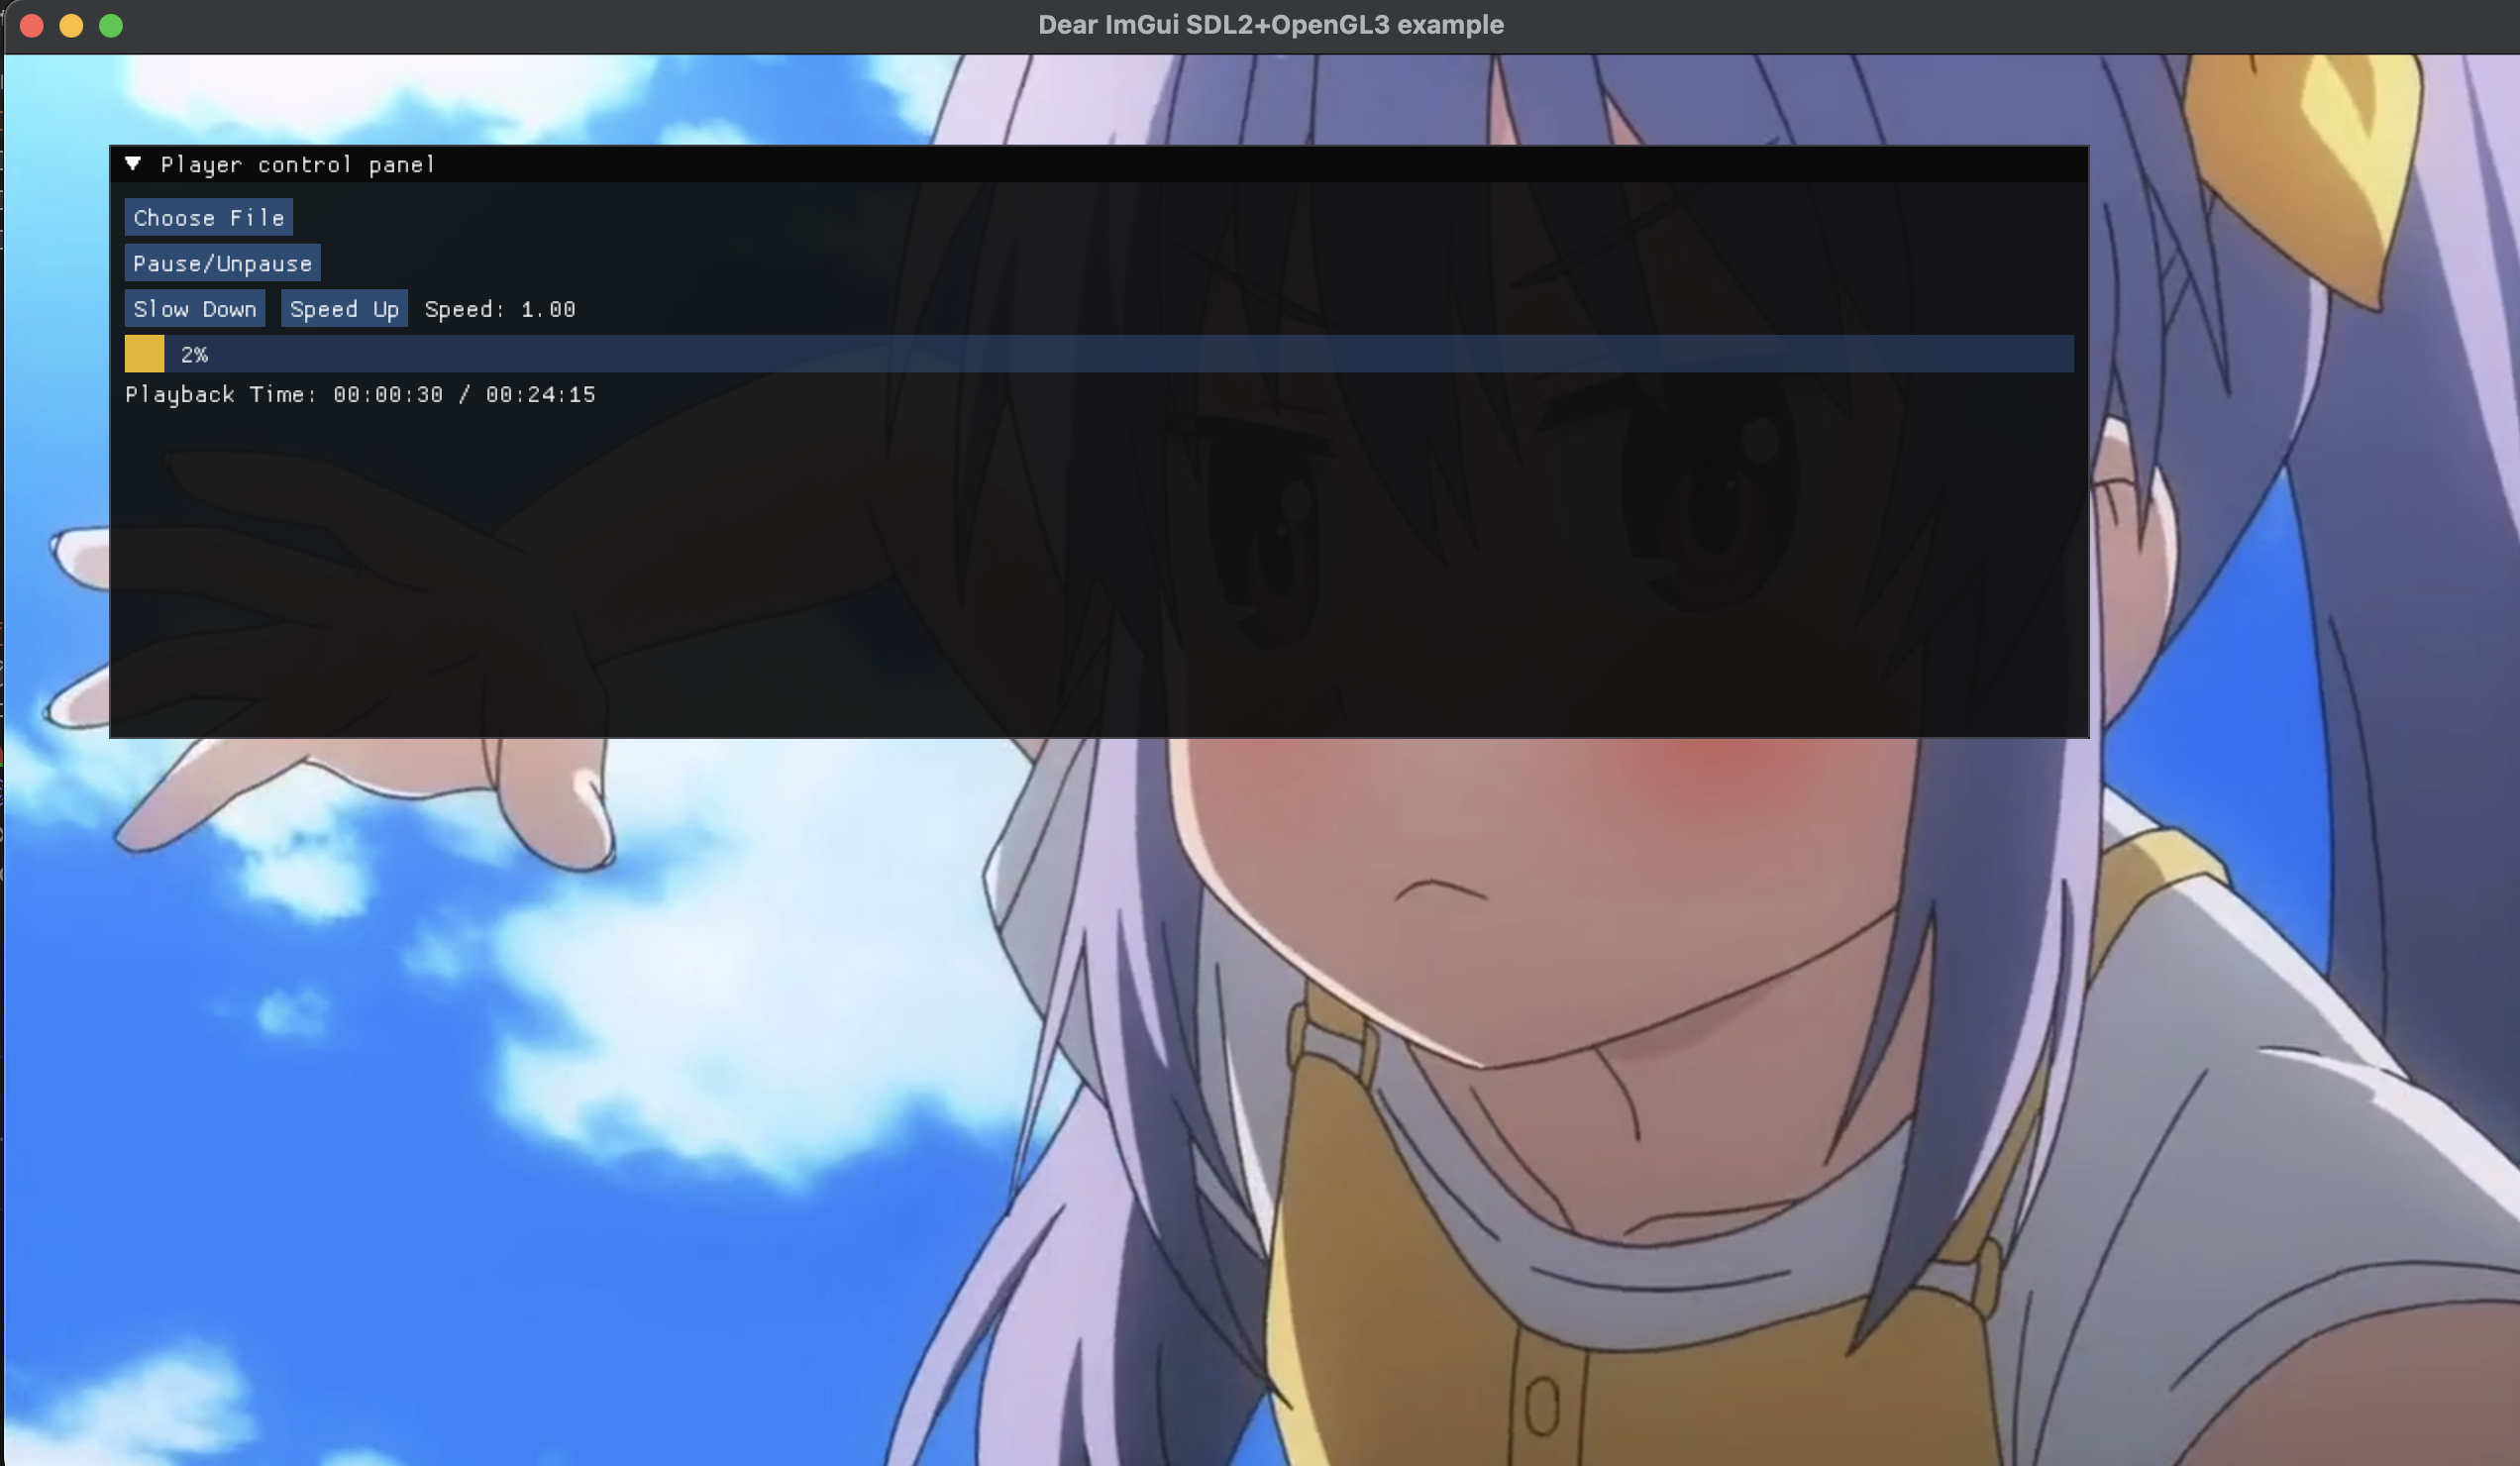 Dear ImGui SDL2+OpenGL3 example
Player control panel
Choose File
Pause/Unpause
Slow Down Speed Up Speed: 1.00
2%
Playback Time: 00:00:30 / 00:24:15